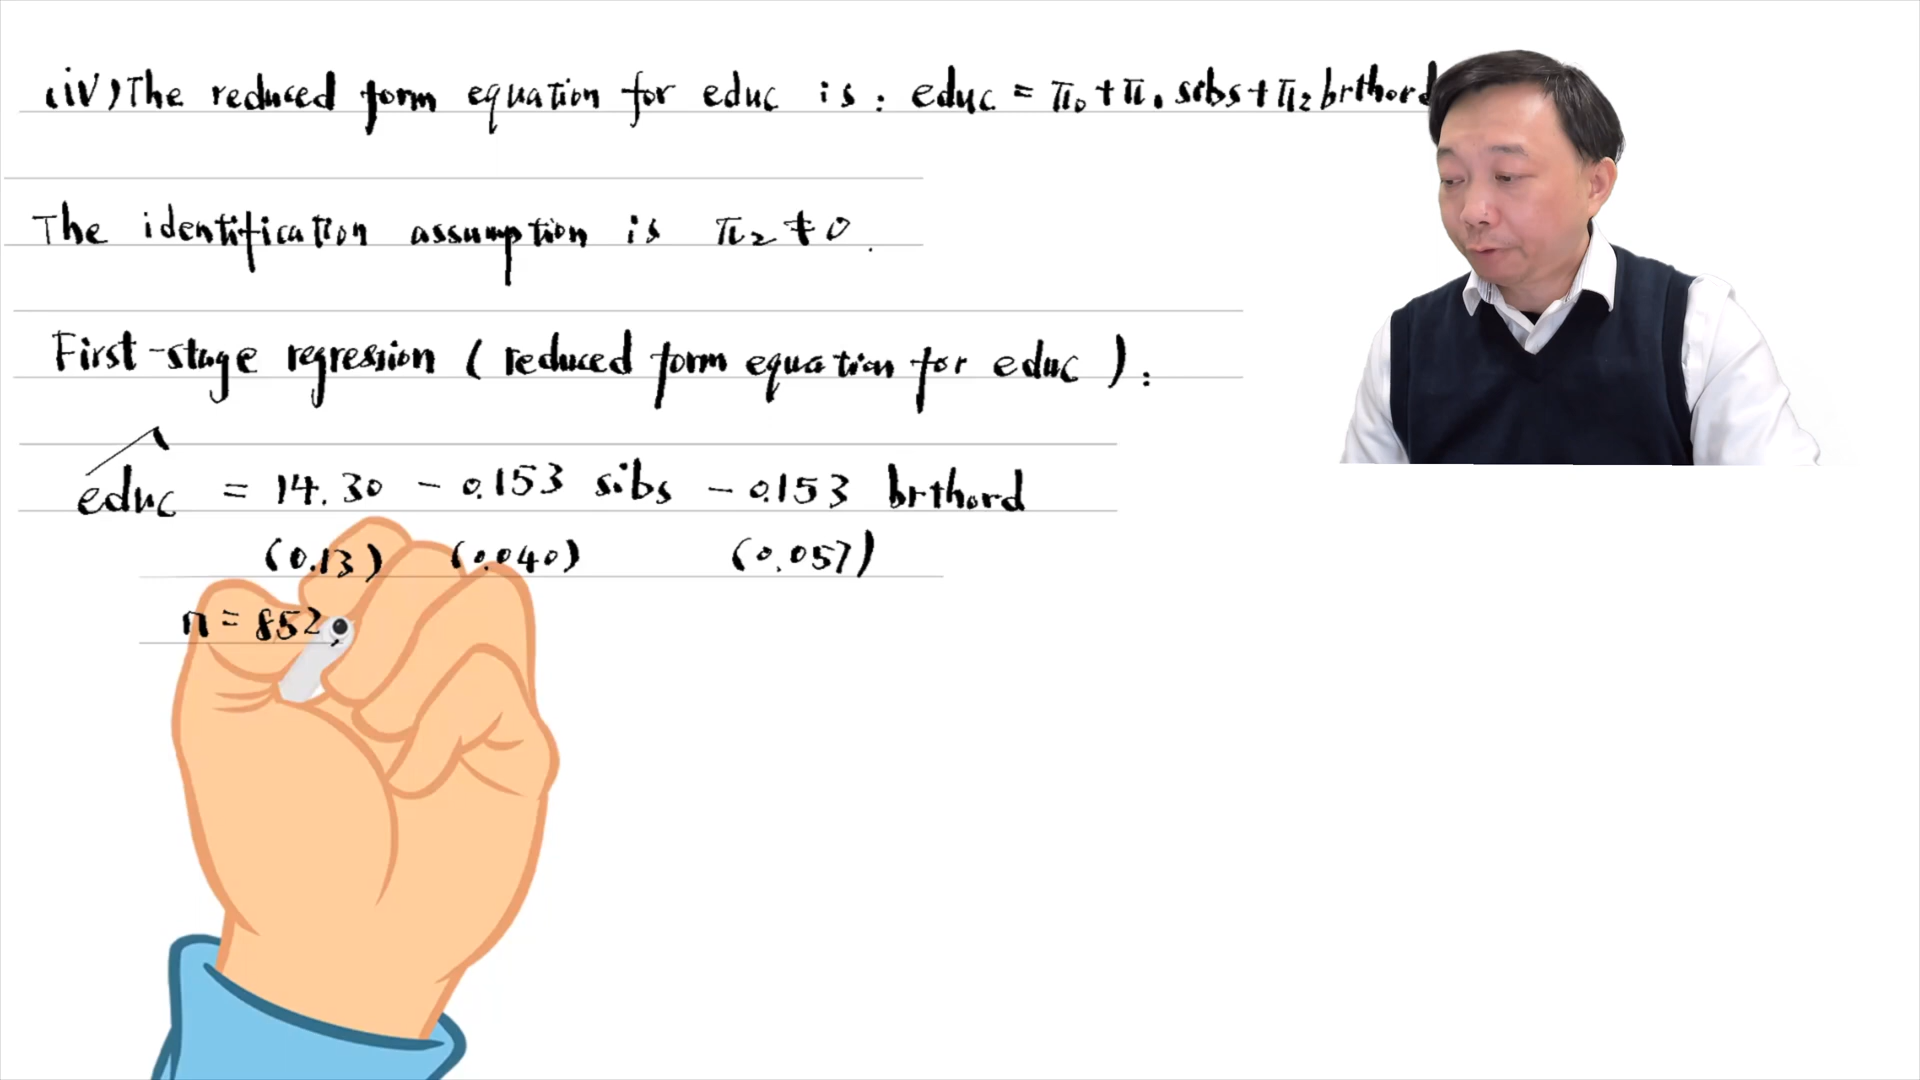 (iv) The reduced form equation for educ is: educ = π₀ + π₁ sibs + π₂ brthord
The identification assumption is π₂ ≠ 0.
First-stage regression (reduced form equation for educ):
educ^ = 14.30 - 0.153 sibs - 0.153 brthord
(0.13) (0.040) (0.057)
n = 852,